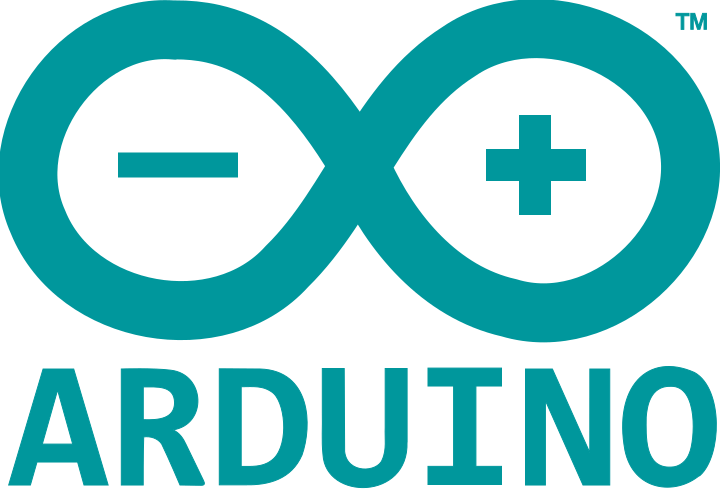 ™
− +
ARDUINO